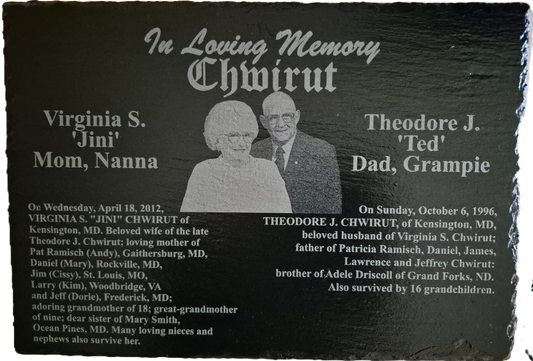 In Loving Memory
Chwirut
Virginia S.
'Jini'
Mom, Nanna
Theodore J.
'Ted'
Dad, Grampie
On Wednesday, April 18, 2012,
VIRGINIA S. "JINI" CHWIRUT of
Kensington, MD. Beloved wife of the late
Theodore J. Chwirut; loving mother of
Pat Ramisch (Andy), Gaithersburg, MD,
Daniel (Mary), Rockville, MD,
Jim (Cissy), St. Louis, MO,
Larry (Kim), Woodbridge, VA
and Jeff (Dorie), Frederick, MD;
adoring grandmother of 18; great-grandmother
of nine; dear sister of Mary Smith,
Ocean Pines, MD. Many loving nieces and
nephews also survive her.
On Sunday, October 6, 1996,
THEODORE J. CHWIRUT, of Kensington, MD,
beloved husband of Virginia S. Chwirut;
father of Patricia Ramisch, Daniel, James,
Lawrence and Jeffrey Chwirut:
brother of Adele Driscoll of Grand Forks, ND.
Also survived by 16 grandchildren.